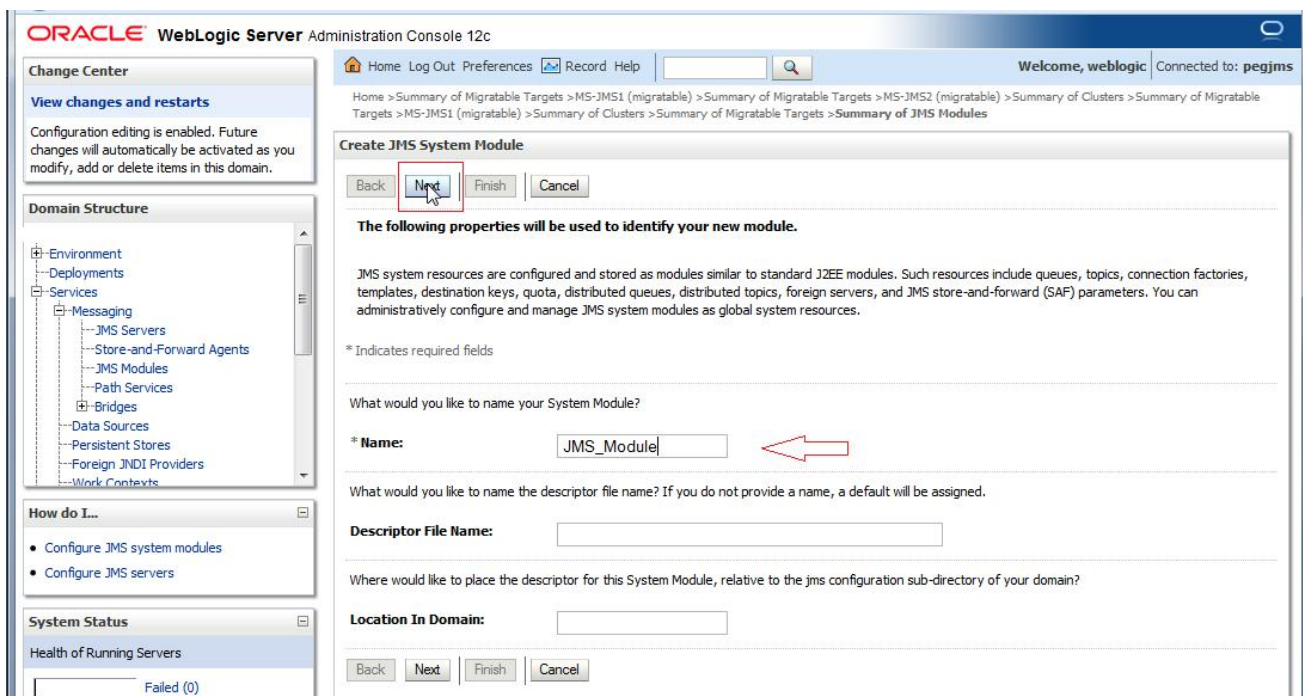 ORACLE WebLogic Server Administration Console 12c
Change Center
View changes and restarts
Configuration editing is enabled. Future
changes will automatically be activated as you
modify, add or delete items in this domain.
Domain Structure
Environment
Deployments
Services
Messaging
JMS Servers
Store-and-Forward Agents
JMS Modules
Path Services
Bridges
Data Sources
Persistent Stores
Foreign JNDI Providers
Work Contexts
How do I...
Configure JMS system modules
Configure JMS servers
System Status
Health of Running Servers
Failed (0)
Home Log Out Preferences Record Help
Welcome, weblogic Connected to: pegjms
Home >Summary of Migratable Targets >MS-JMS1 (migratable) >Summary of Migratable Targets >MS-JMS2 (migratable) >Summary of Clusters >Summary of Migratable
Targets >MS-JMS1 (migratable) >Summary of Clusters >Summary of Migratable Targets >Summary of JMS Modules
Create JMS System Module
Back Next Finish Cancel
The following properties will be used to identify your new module.
JMS system resources are configured and stored as modules similar to standard J2EE modules. Such resources include queues, topics, connection factories,
templates, destination keys, quota, distributed queues, distributed topics, foreign servers, and JMS store-and-forward (SAF) parameters. You can
administratively configure and manage JMS system modules as global system resources.
* Indicates required fields
What would you like to name your System Module?
* Name: JMS_Module
What would you like to name the descriptor file name? If you do not provide a name, a default will be assigned.
Descriptor File Name:
Where would like to place the descriptor for this System Module, relative to the jms configuration sub-directory of your domain?
Location In Domain:
Back Next Finish Cancel